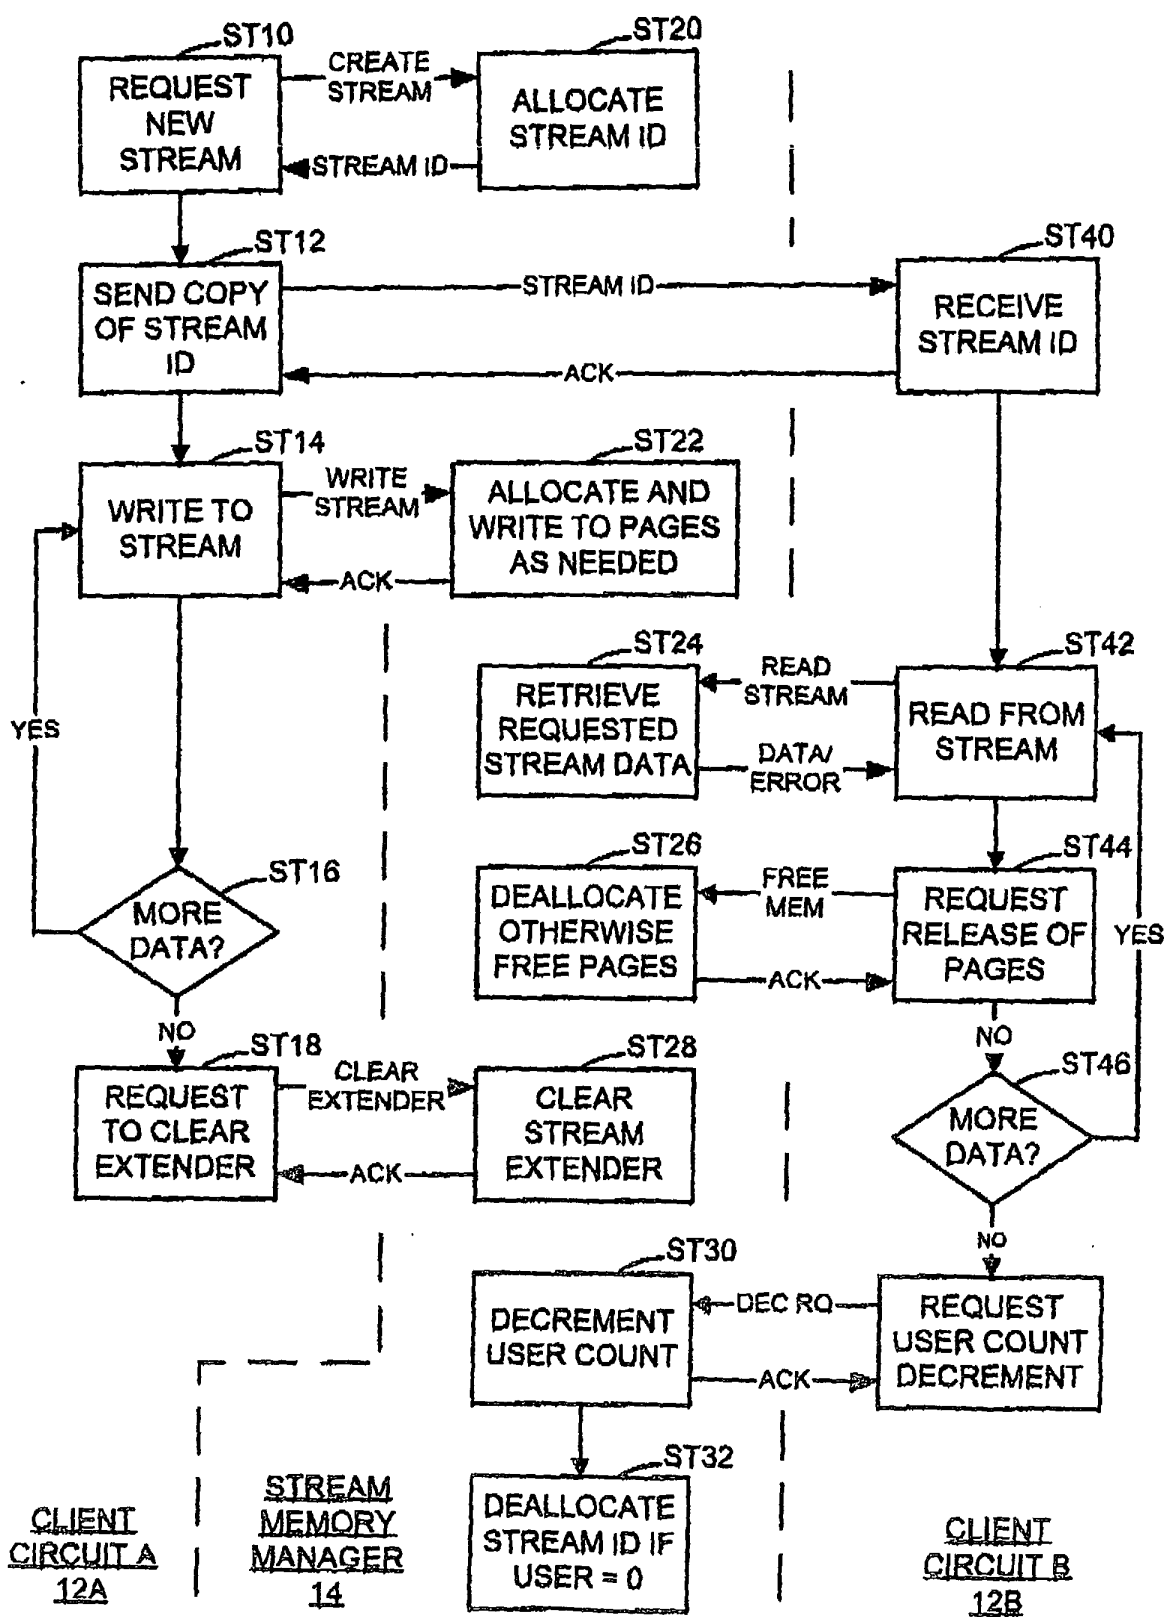 ST10
REQUEST
NEW
STREAM
CREATE
STREAM
STREAM ID
ST20
ALLOCATE
STREAM ID
ST12
SEND COPY
OF STREAM
ID
STREAM ID
ACK
ST40
RECEIVE
STREAM ID
ST14
WRITE TO
STREAM
WRITE
STREAM
ACK
ST22
ALLOCATE AND
WRITE TO PAGES
AS NEEDED
YES
ST24
RETRIEVE
REQUESTED
STREAM DATA
READ
STREAM
DATA/
ERROR
ST42
READ FROM
STREAM
ST16
MORE
DATA?
ST26
DEALLOCATE
OTHERWISE
FREE PAGES
FREE
MEM
ACK
ST44
REQUEST
RELEASE OF
PAGES
YES
NO
NO
ST18
REQUEST
TO CLEAR
EXTENDER
CLEAR
EXTENDER
ACK
ST28
CLEAR
STREAM
EXTENDER
ST46
MORE
DATA?
NO
ST30
DECREMENT
USER COUNT
DEC RQ
ACK
REQUEST
USER COUNT
DECREMENT
ST32
DEALLOCATE
STREAM ID IF
USER = 0
CLIENT
CIRCUIT A
12A
STREAM
MEMORY
MANAGER
14
CLIENT
CIRCUIT B
12B